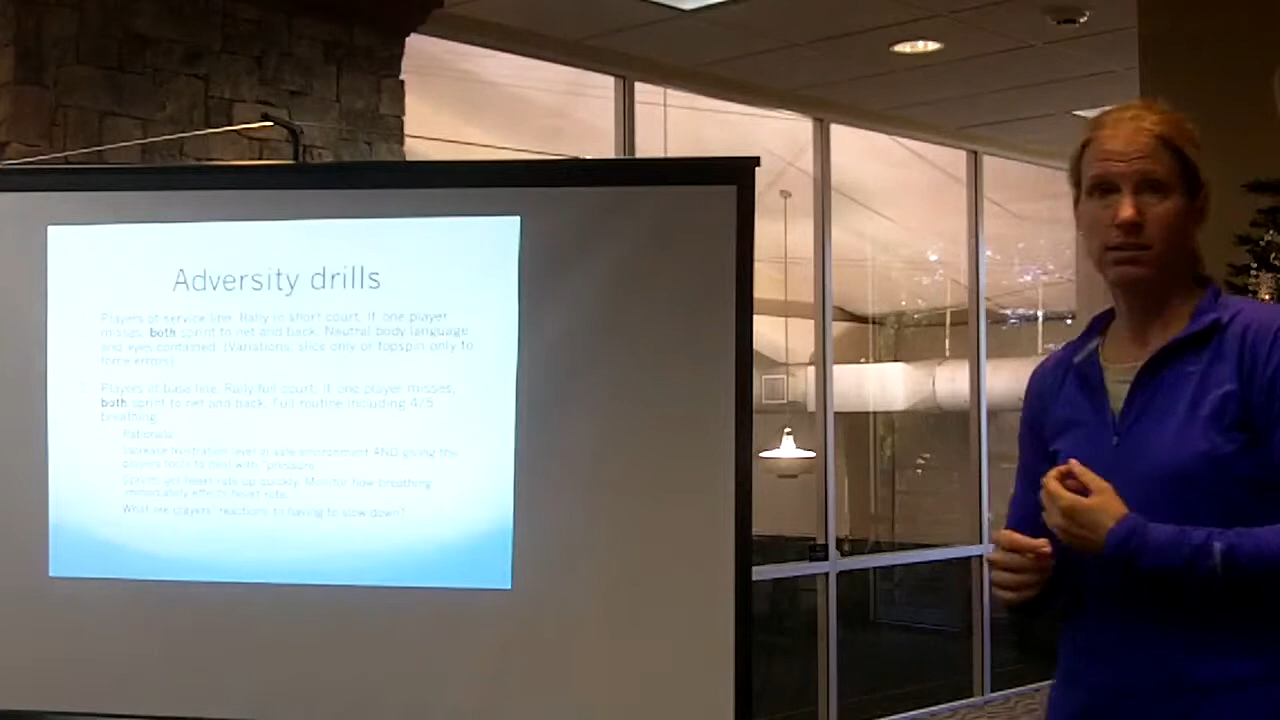 Adversity drills
Players at service line. Rally in short court. If one player
misses, both sprint to net and back. Neutral body language
and eyes contained. (Variations: slice only or topspin only to
force errors)
Players at base line. Rally full court. If one player misses,
both sprint to net and back. Full routine including 4/5
breathing.
Rationale:
Increase frustration level in safe environment AND giving the
players tools to deal with "pressure
Sprints get heart rate up quickly. Monitor how breathing
immediately effects heart rate.
What are players' reactions to having to slow down?